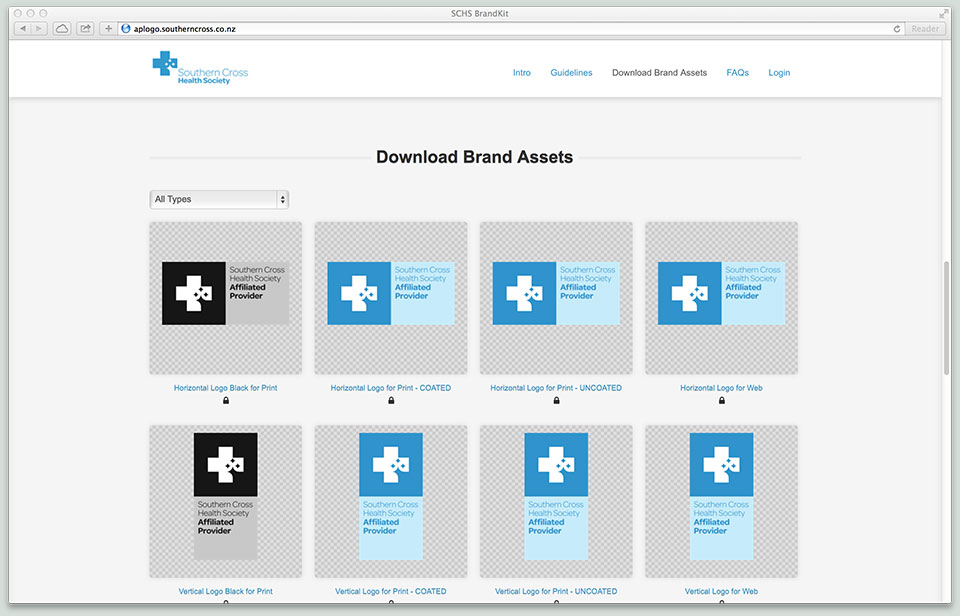 SCHS BrandKit
aplogo.southerncross.co.nz
Reader
Southern Cross
Health Society
Intro
Guidelines
Download Brand Assets
FAQs
Login
Download Brand Assets
All Types
Southern Cross
Health Society
Affiliated
Provider
Southern Cross
Health Society
Affiliated
Provider
Southern Cross
Health Society
Affiliated
Provider
Southern Cross
Health Society
Affiliated
Provider
Horizontal Logo Black for Print
Horizontal Logo for Print - COATED
Horizontal Logo for Print - UNCOATED
Horizontal Logo for Web
Southern Cross
Health Society
Affiliated
Provider
Southern Cross
Health Society
Affiliated
Provider
Southern Cross
Health Society
Affiliated
Provider
Southern Cross
Health Society
Affiliated
Provider
Vertical Logo Black for Print
Vertical Logo for Print - COATED
Vertical Logo for Print - UNCOATED
Vertical Logo for Web